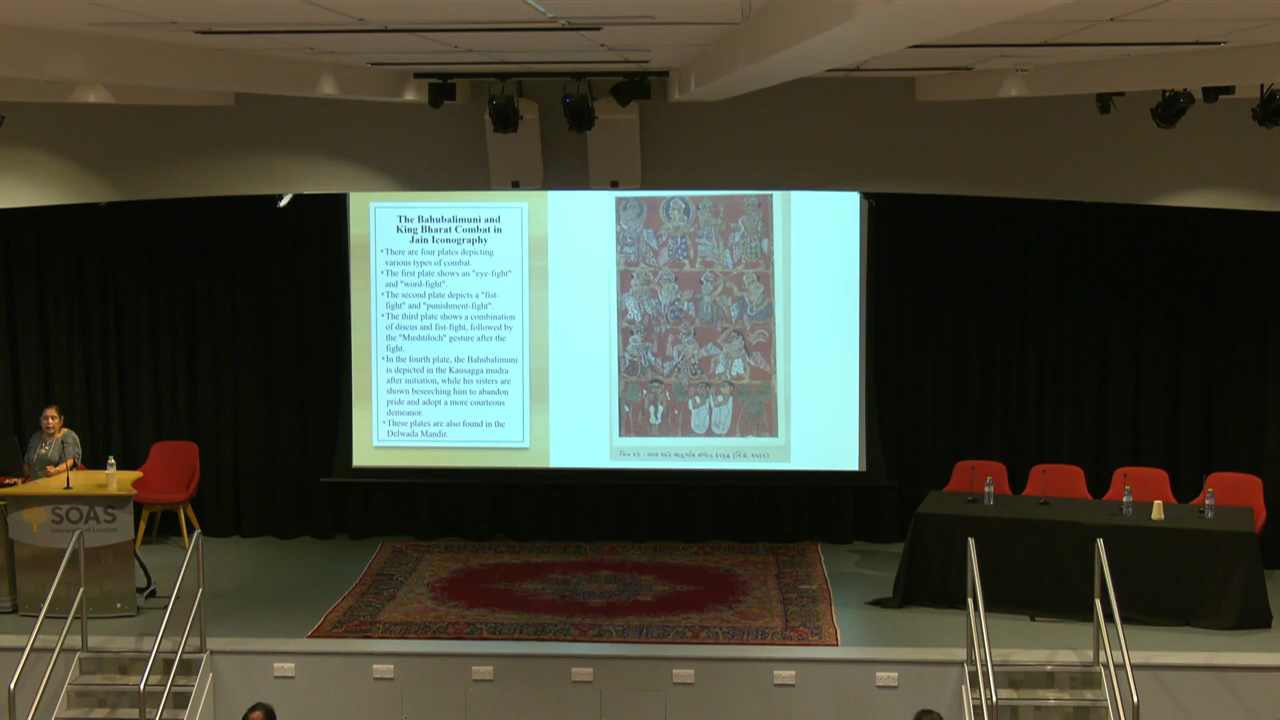 The Bahubalimuni and
King Bharat Combat in
Jain Iconography
•There are four plates depicting
various types of combat.
•The first plate shows an "eye-fight"
and "word-fight".
•The second plate depicts a "fist-
fight" and "punishment-fight".
•The third plate shows a combination
of discus and fist-fight, followed by
the "Mushtiloch" gesture after the
fight.
•In the fourth plate, the Bahubalimuni
is depicted in the Kausagga mudra
after initiation, while his sisters are
shown beseeching him to abandon
pride and adopt a more courteous
demeanor.
•These plates are also found in the
Delwada Mandir.
SOAS
University of London